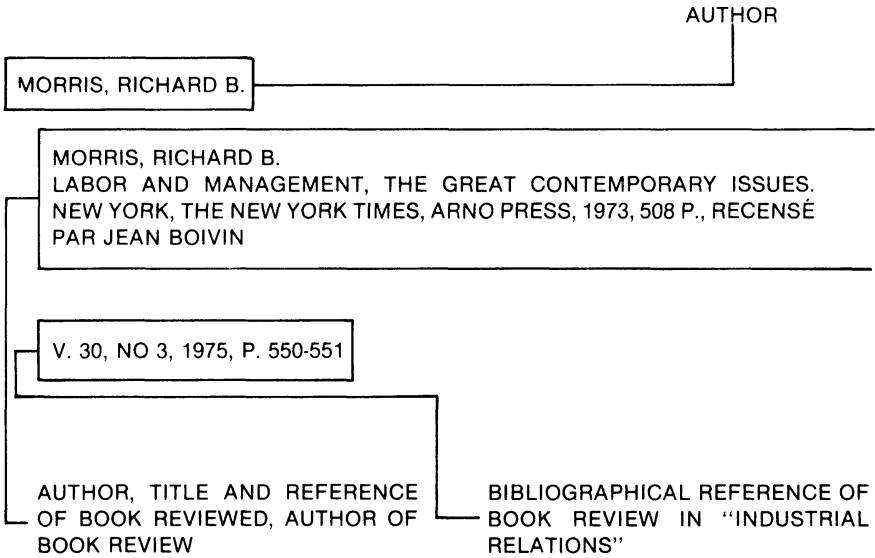 AUTHOR
MORRIS, RICHARD B.
MORRIS, RICHARD B.
LABOR AND MANAGEMENT, THE GREAT CONTEMPORARY ISSUES.
NEW YORK, THE NEW YORK TIMES, ARNO PRESS, 1973, 508 P., RECENSÉ
PAR JEAN BOIVIN
V. 30, NO 3, 1975, P. 550-551
AUTHOR, TITLE AND REFERENCE
OF BOOK REVIEWED, AUTHOR OF
BOOK REVIEW
BIBLIOGRAPHICAL REFERENCE OF
BOOK REVIEW IN "INDUSTRIAL
RELATIONS"